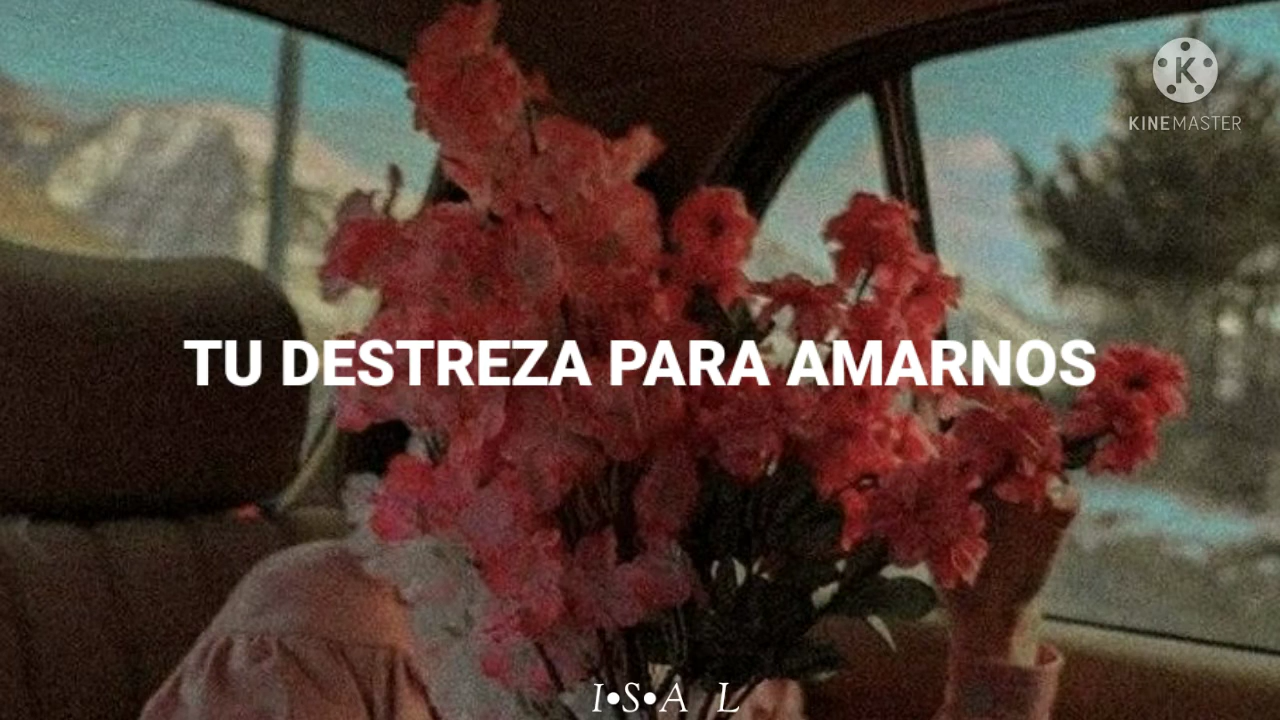 K
KINEMASTER
TU DESTREZA PARA AMARNOS
I•S•A L